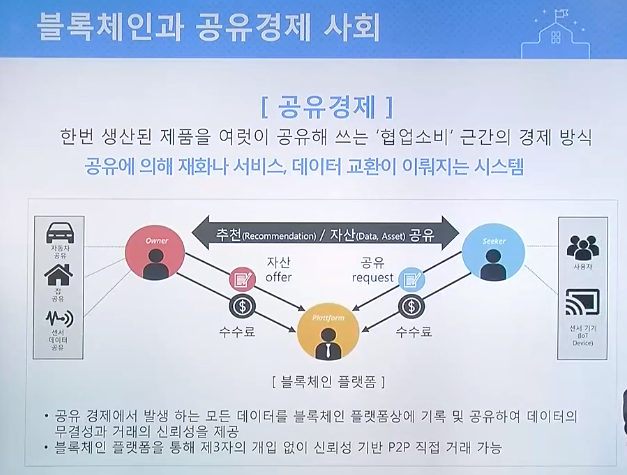 블록체인과 공유경제 사회
[ 공유경제 ]
한번 생산된 제품을 여럿이 공유해 쓰는 '협업소비' 근간의 경제 방식
공유에 의해 재화나 서비스, 데이터 교환이 이뤄지는 시스템
자동차
공유
집
공유
센서
데이터
공유
Owner
추천(Recommendation) / 자산(Data, Asset) 공유
Seeker
자산
offer
공유
request
수수료
Plattform
수수료
사용자
센서 기기
(IoT
Device)
[ 블록체인 플랫폼 ]
• 공유 경제에서 발생 하는 모든 데이터를 블록체인 플랫폼상에 기록 및 공유하여 데이터의
무결성과 거래의 신뢰성을 제공
• 블록체인 플랫폼을 통해 제3자의 개입 없이 신뢰성 기반 P2P 직접 거래 가능